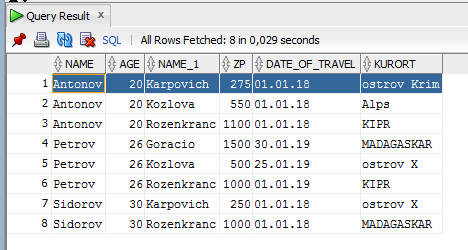 Query Result x
SQL | All Rows Fetched: 8 in 0,029 seconds
NAME AGE NAME_1 ZP DATE_OF_TRAVEL KURORT
1 Antonov 20 Karpovich 275 01.01.18 ostrov Krim
2 Antonov 20 Kozlova 550 01.01.18 Alps
3 Antonov 20 Rozenkranc 1100 01.01.18 KIPR
4 Petrov 26 Goracio 1500 30.01.19 MADAGASKAR
5 Petrov 26 Kozlova 500 25.01.19 ostrov X
6 Petrov 26 Rozenkranc 1000 01.01.19 KIPR
7 Sidorov 30 Karpovich 250 01.01.18 ostrov X
8 Sidorov 30 Rozenkranc 1000 01.01.18 MADAGASKAR